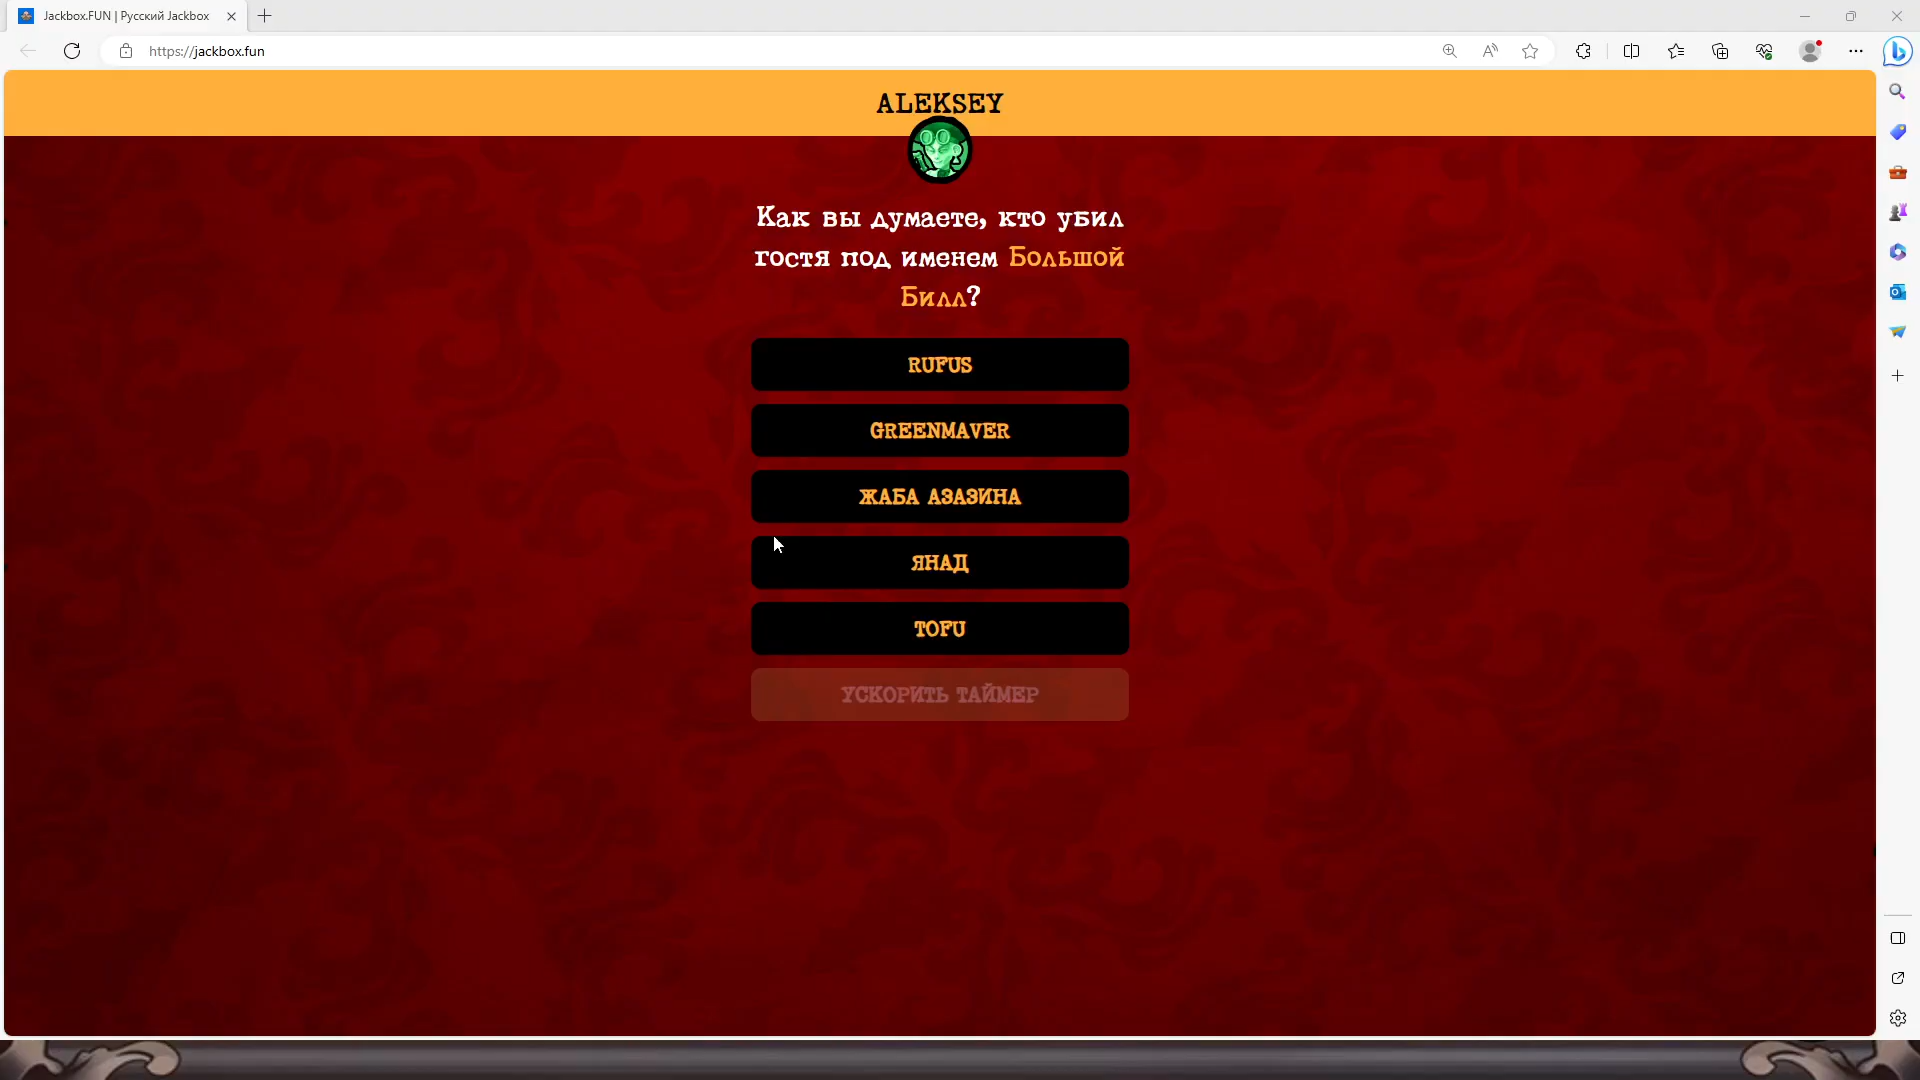 Jackbox.FUN | Русский Jackbox
https://jackbox.fun
ALEKSEY
Как вы думаете, кто убил
гостя под именем Большой
Билл?
RUFUS
GREENMAVER
ЖАБА АЗАЗИНА
ЯНАД
TOFU
УСКОРИТЬ ТАЙМЕР